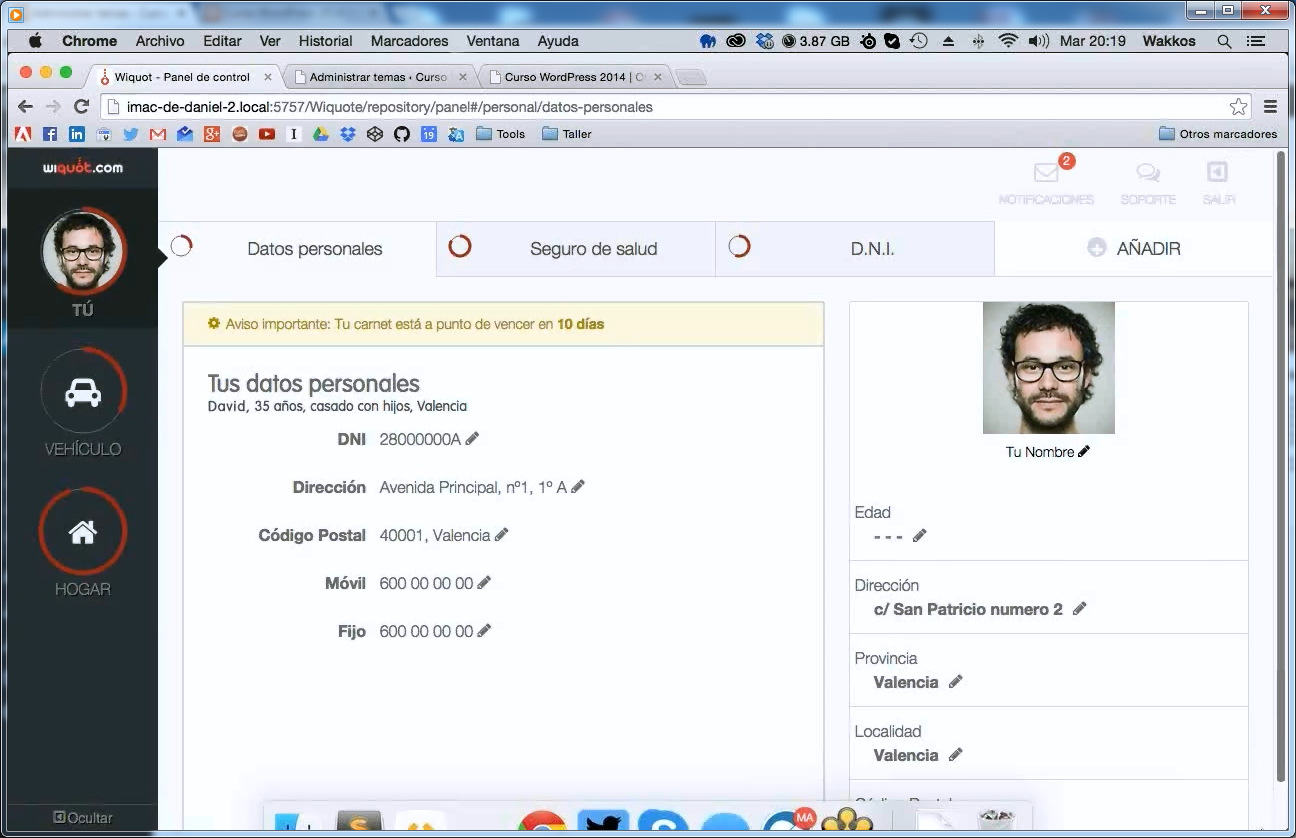 Chrome Archivo Editar Ver Historial Marcadores Ventana Ayuda 3.87 GB Mar 20:19 Wakkos
Wiquot - Panel de control Administrar temas ‹ Curso Curso WordPress 2014 |
imac-de-daniel-2.local:5757/Wiquote/repository/panel#/personal/datos-personales
Tools Taller Otros marcadores
wiquot.com
2
NOTIFICACIONES SOPORTE SALIR
Datos personales Seguro de salud D.N.I. AÑADIR
TÚ
VEHÍCULO
HOGAR
Ocultar
Aviso importante: Tu carnet está a punto de vencer en 10 días
Tus datos personales
David, 35 años, casado con hijos, Valencia
DNI 28000000A
Dirección Avenida Principal, nº1, 1º A
Código Postal 40001, Valencia
Móvil 600 00 00 00
Fijo 600 00 00 00
Tu Nombre
Edad
- - -
Dirección
c/ San Patricio numero 2
Provincia
Valencia
Localidad
Valencia
MA